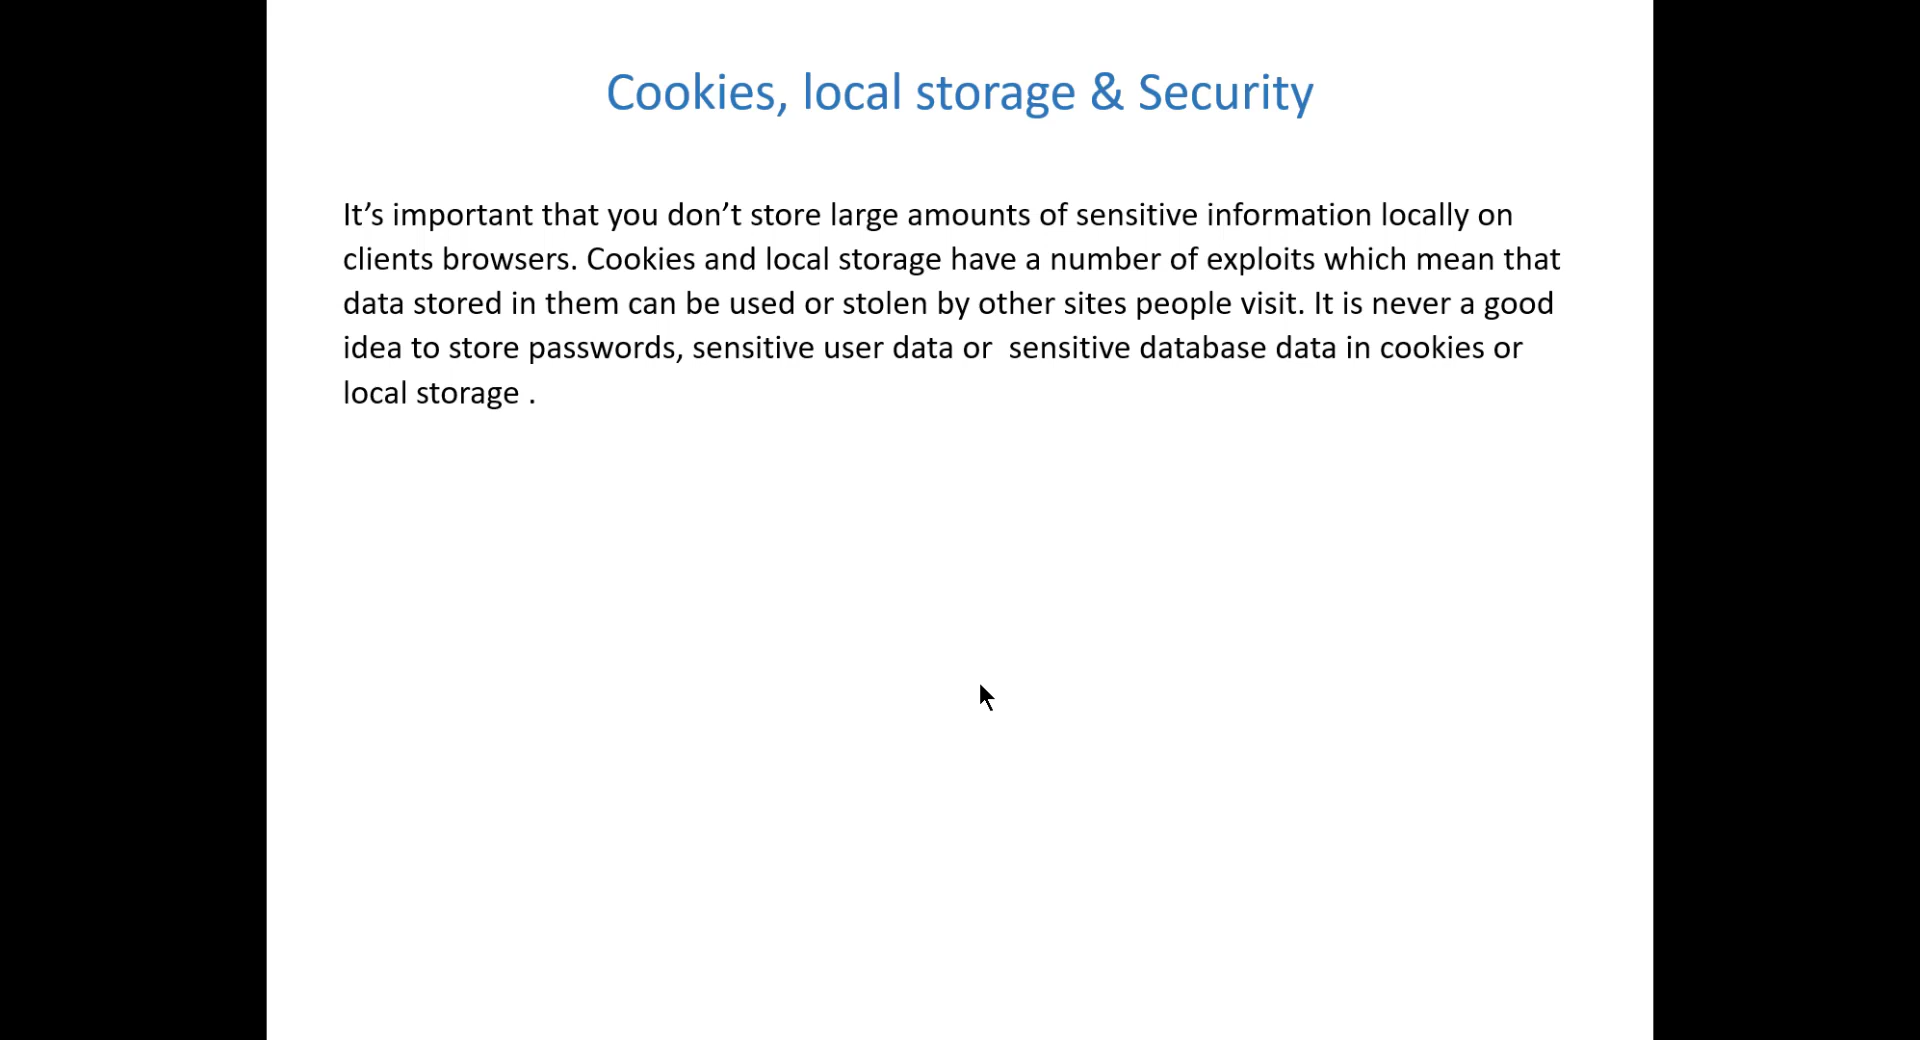 Cookies, local storage & Security
It’s important that you don’t store large amounts of sensitive information locally on
clients browsers. Cookies and local storage have a number of exploits which mean that
data stored in them can be used or stolen by other sites people visit. It is never a good
idea to store passwords, sensitive user data or  sensitive database data in cookies or
local storage .